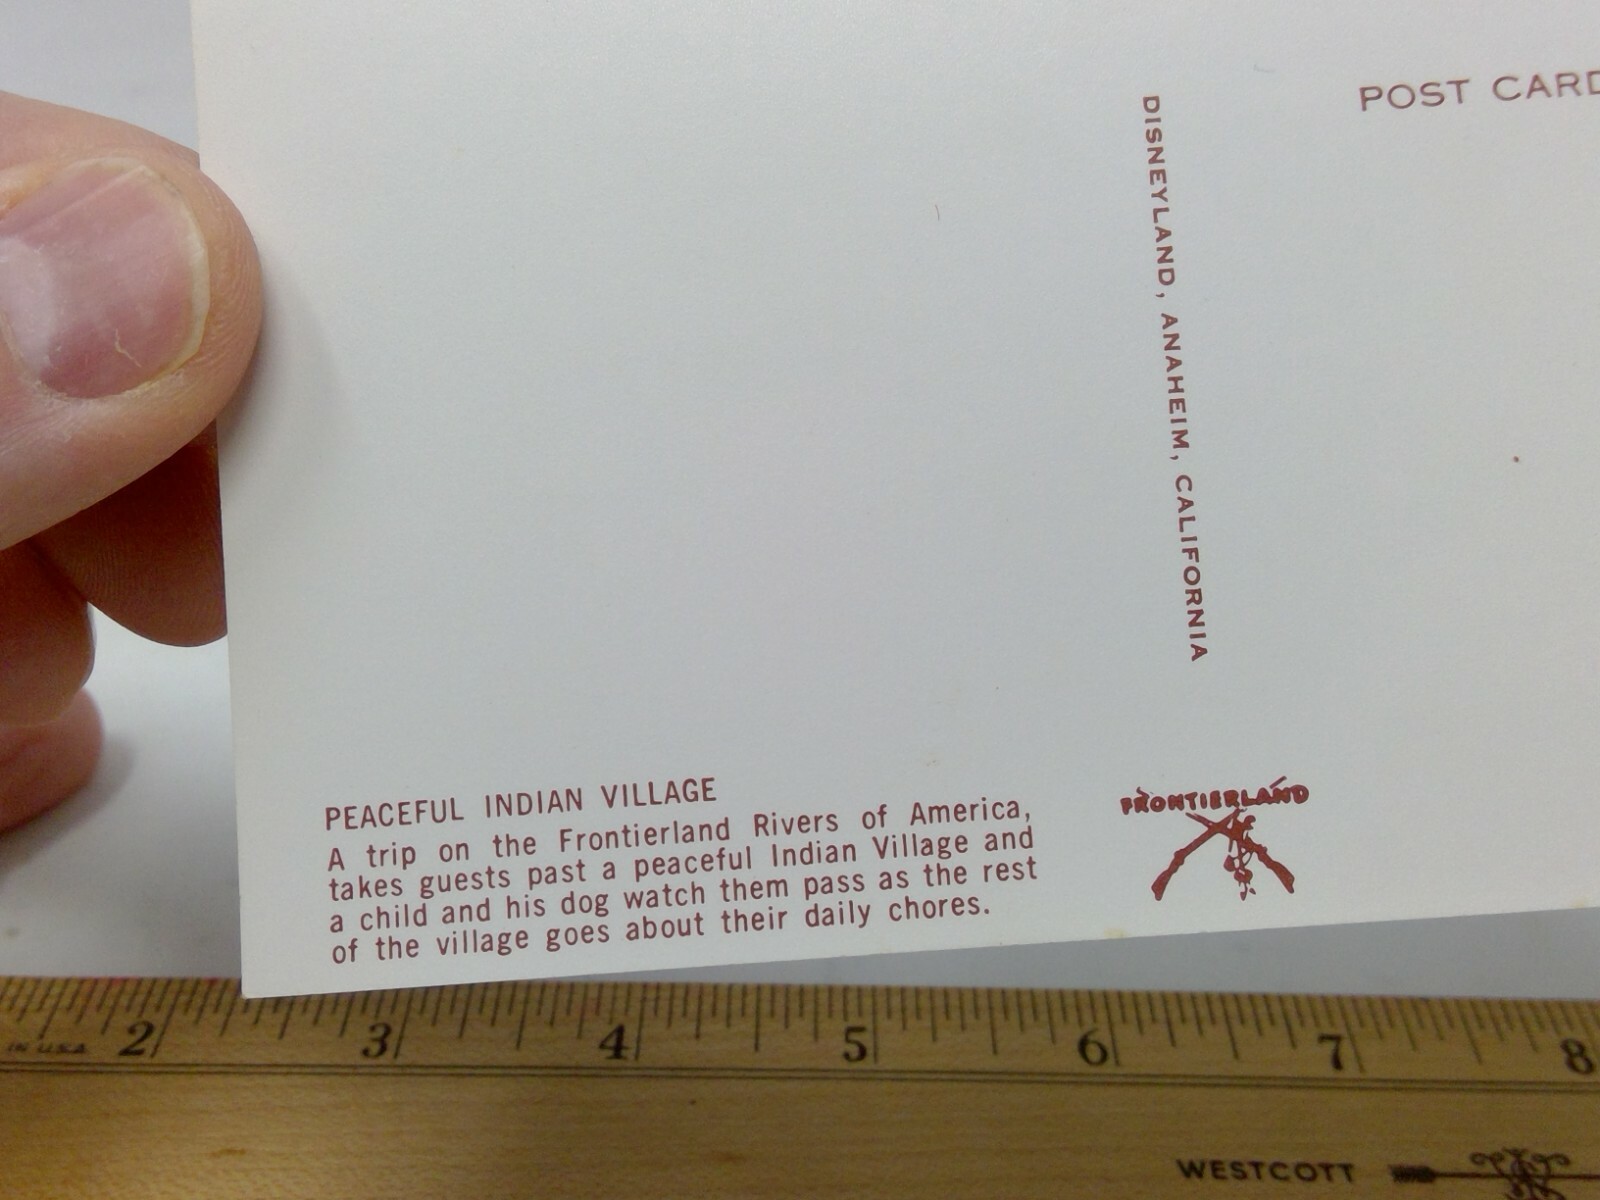 POST CARD
DISNEYLAND, ANAHEIM, CALIFORNIA
PEACEFUL INDIAN VILLAGE
A trip on the Frontierland Rivers of America,
takes guests past a peaceful Indian Village and
a child and his dog watch them pass as the rest
of the village goes about their daily chores.
FRONTIERLAND
2 3 4 5 6 7 8
IN U.S.A.
WESTCOTT